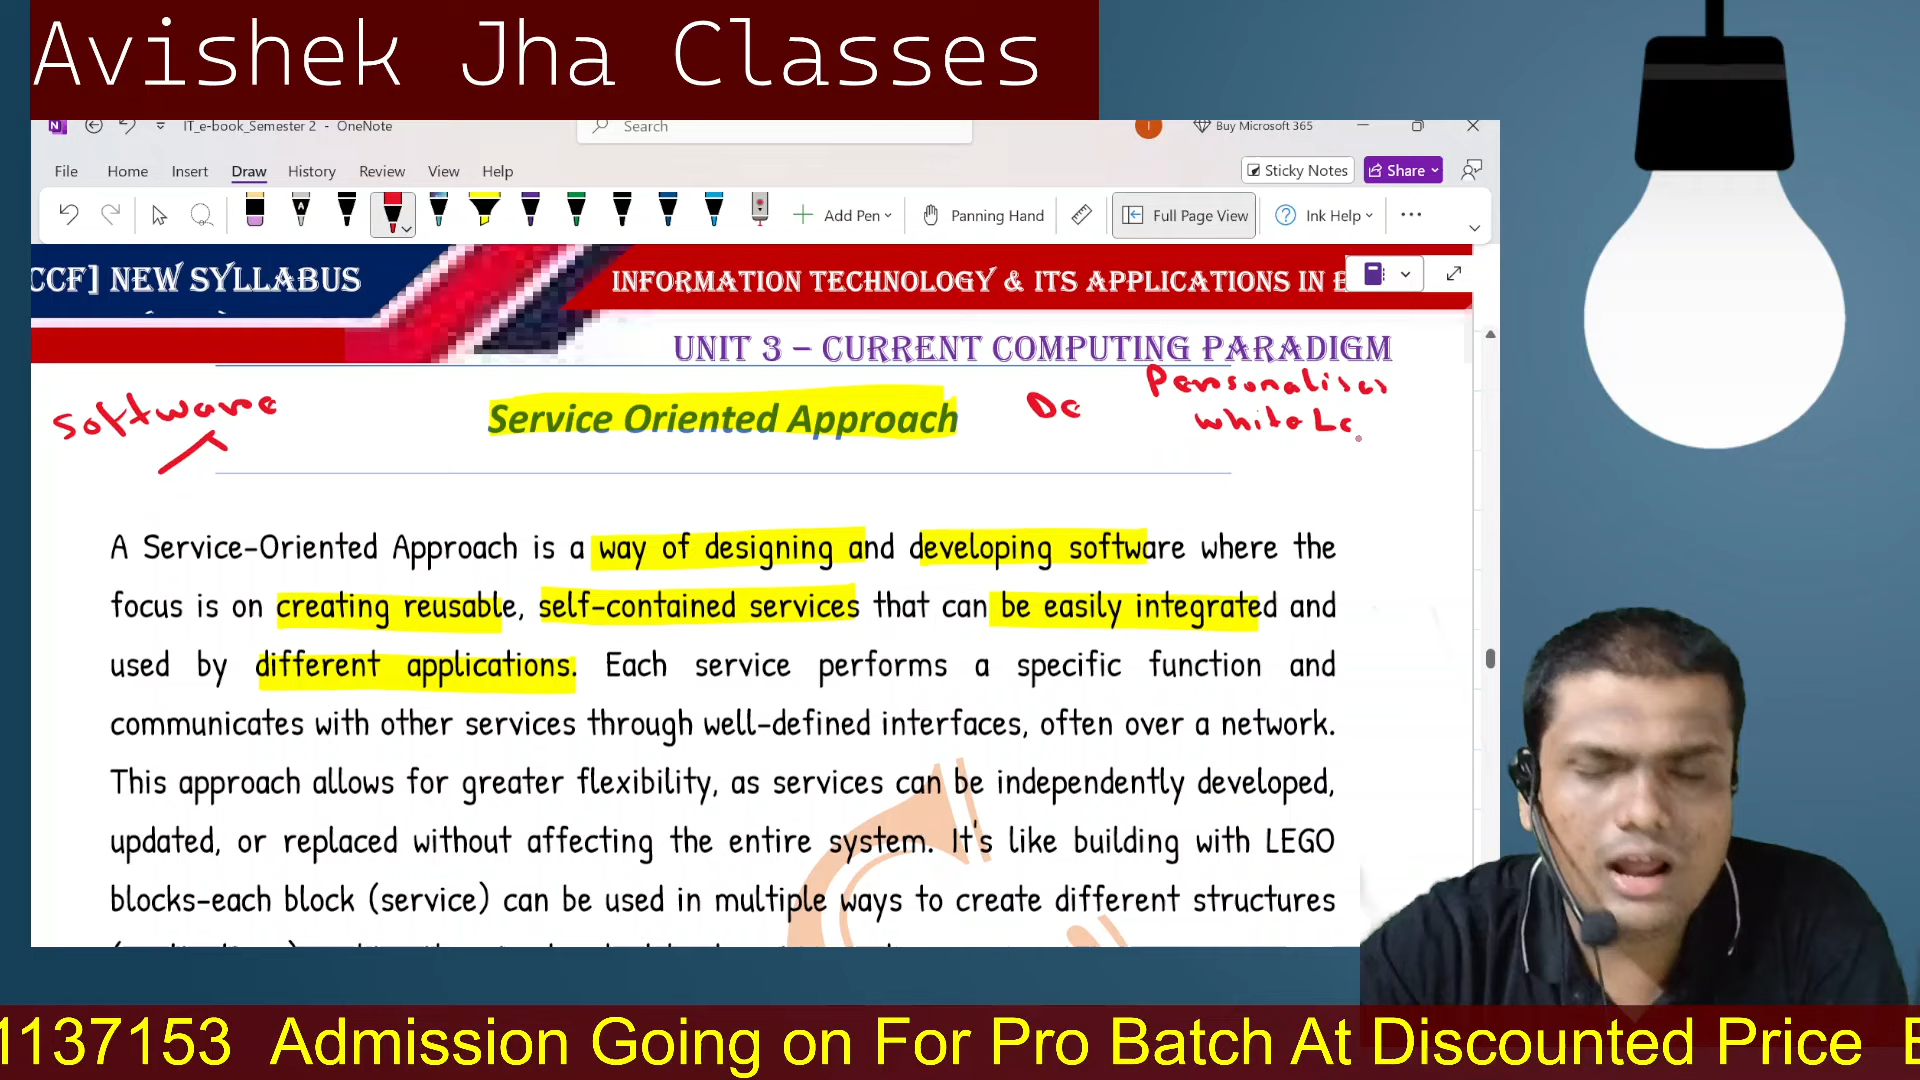 Avishek Jha Classes
IT_e-book_Semester 2 - OneNote
Search
Buy Microsoft 365
File Home Insert Draw History Review View Help
Sticky Notes
Share
Add Pen
Panning Hand
Full Page View
Ink Help
CCF] NEW SYLLABUS
INFORMATION TECHNOLOGY & ITS APPLICATIONS IN
UNIT 3 – CURRENT COMPUTING PARADIGM
Software
Service Oriented Approach
De
Personalises
white La
A Service-Oriented Approach is a way of designing and developing software where the
focus is on creating reusable, self-contained services that can be easily integrated and
used by different applications. Each service performs a specific function and
communicates with other services through well-defined interfaces, often over a network.
This approach allows for greater flexibility, as services can be independently developed,
updated, or replaced without affecting the entire system. It's like building with LEGO
blocks-each block (service) can be used in multiple ways to create different structures
1137153 Admission Going on For Pro Batch At Discounted Price